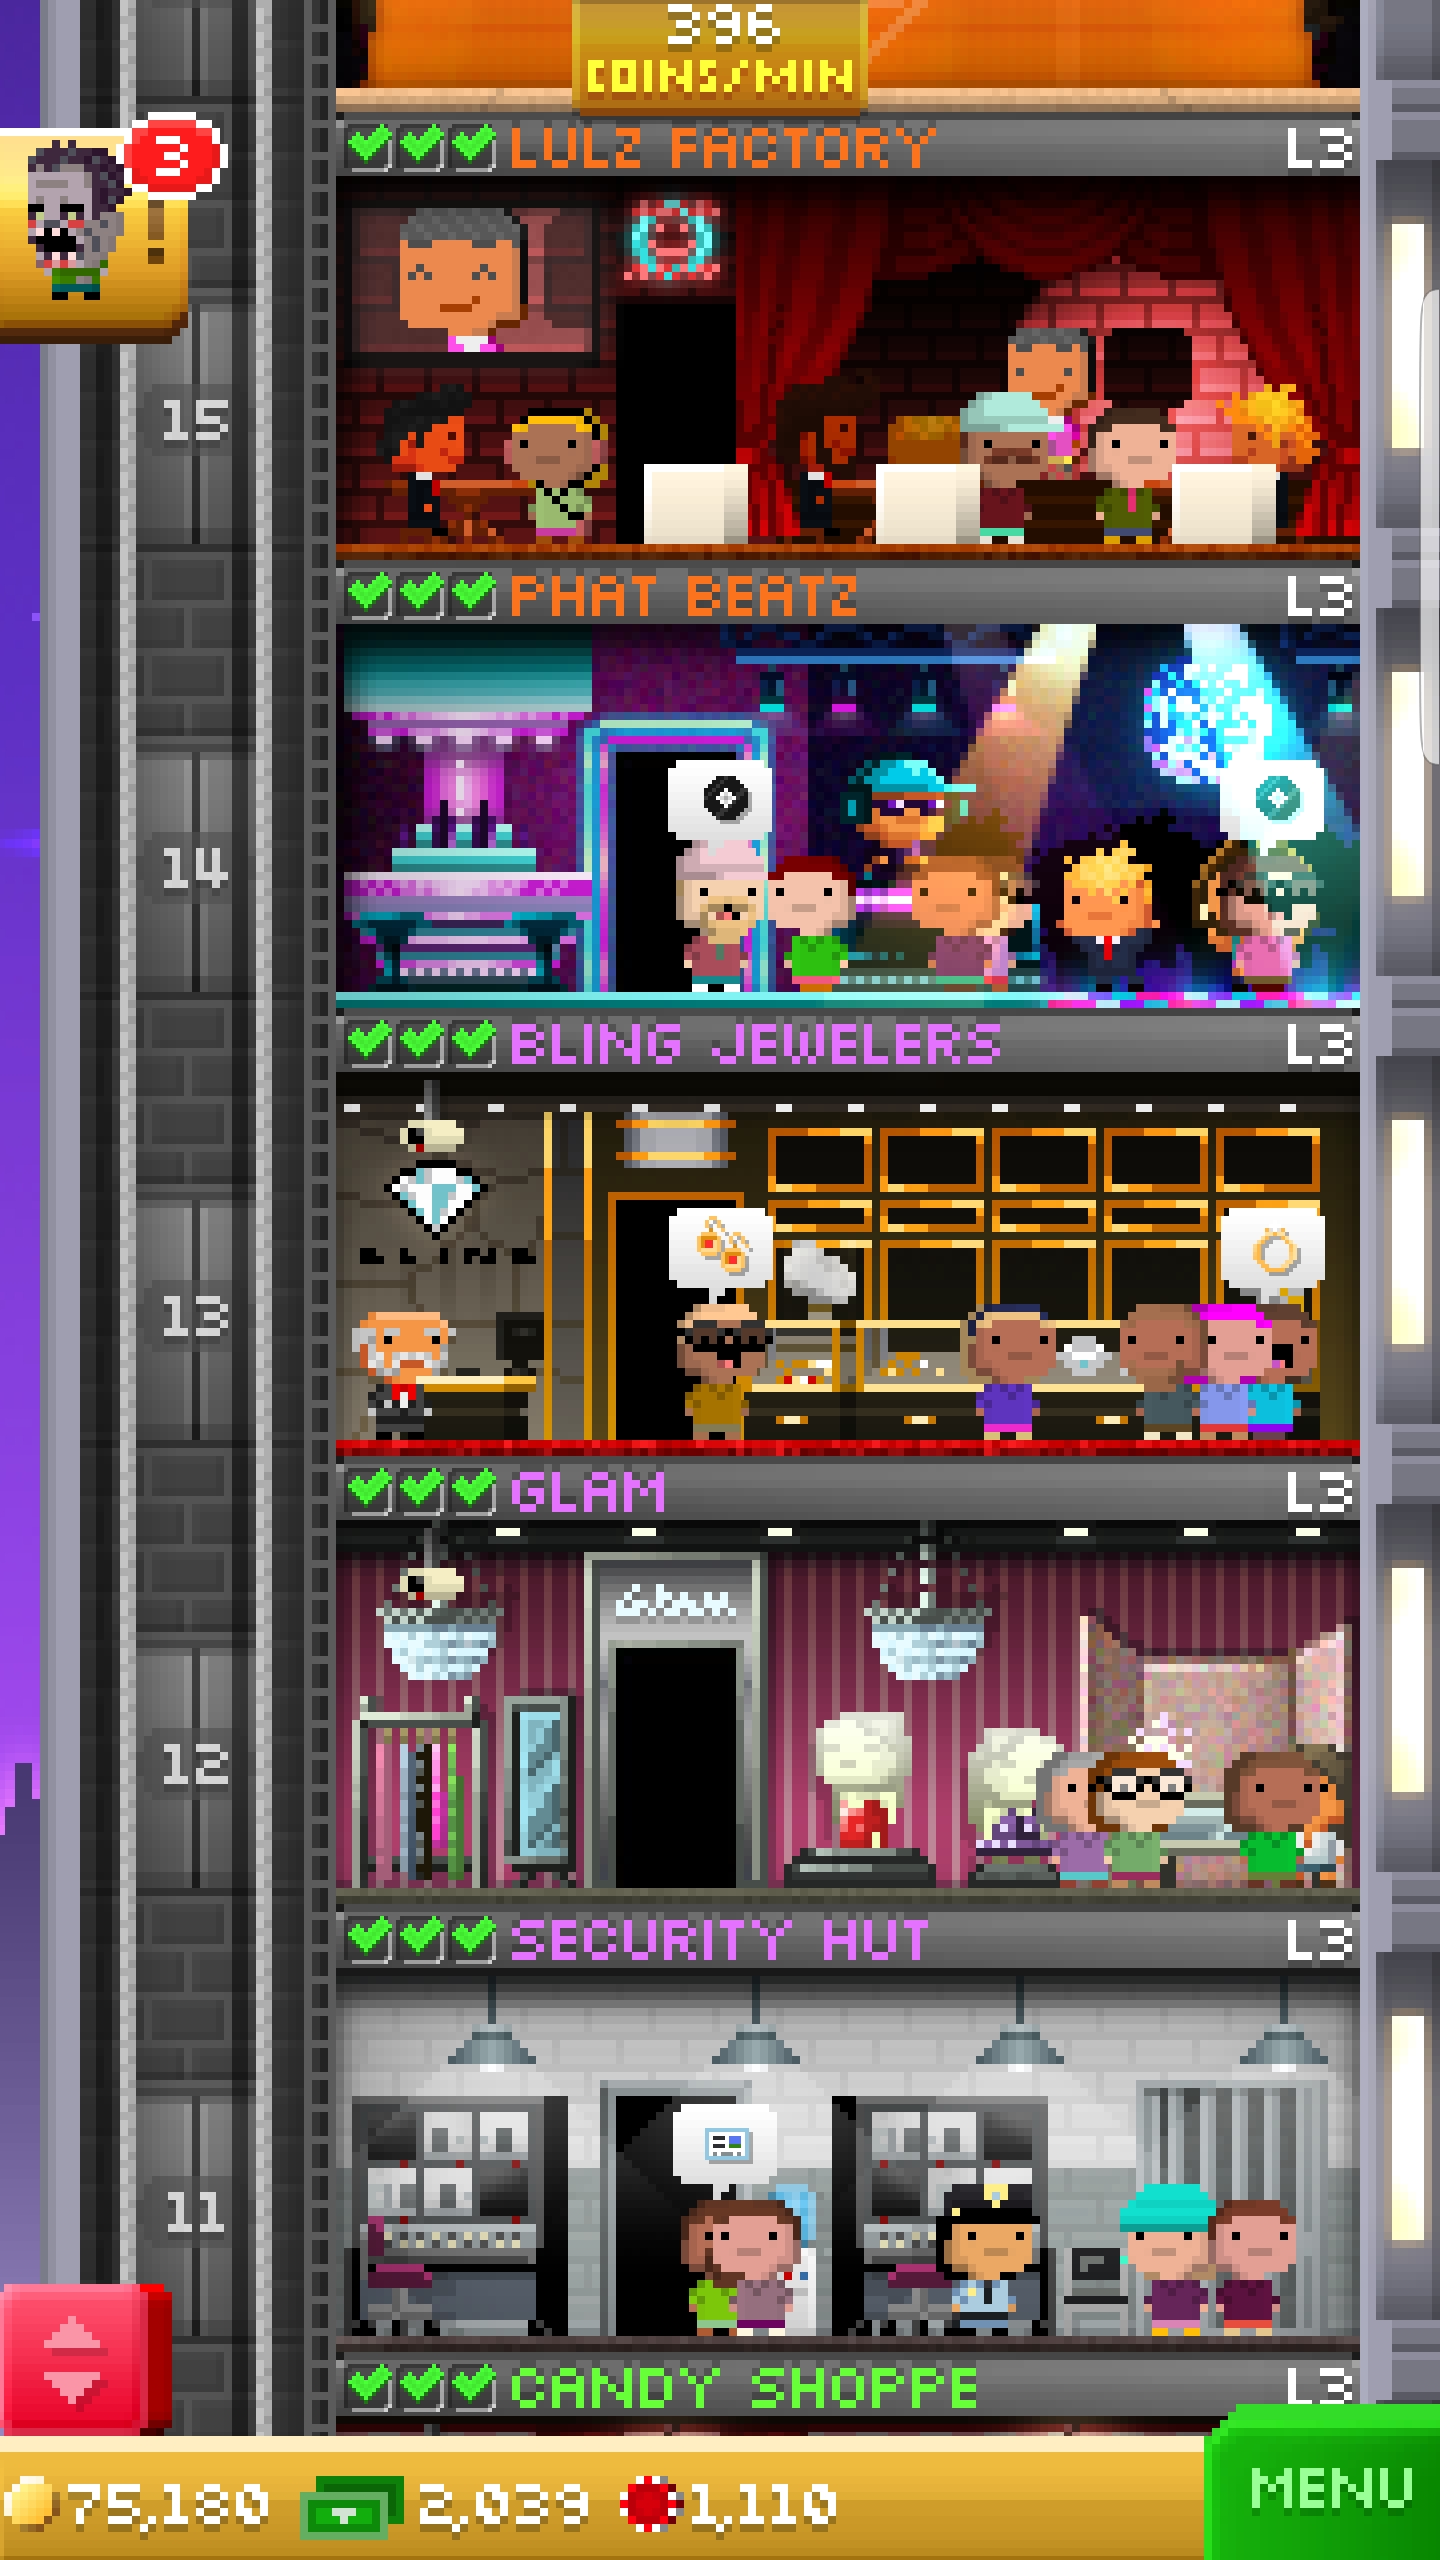 396
COINS/MIN
LULZ FACTORY L3
3
!
15
PHAT BEATZ L3
14
BLING JEWELERS L3
BLING
13
GLAM L3
Glam
12
SECURITY HUT L3
11
CANDY SHOPPE L3
75,180 2,039 1,110 MENU